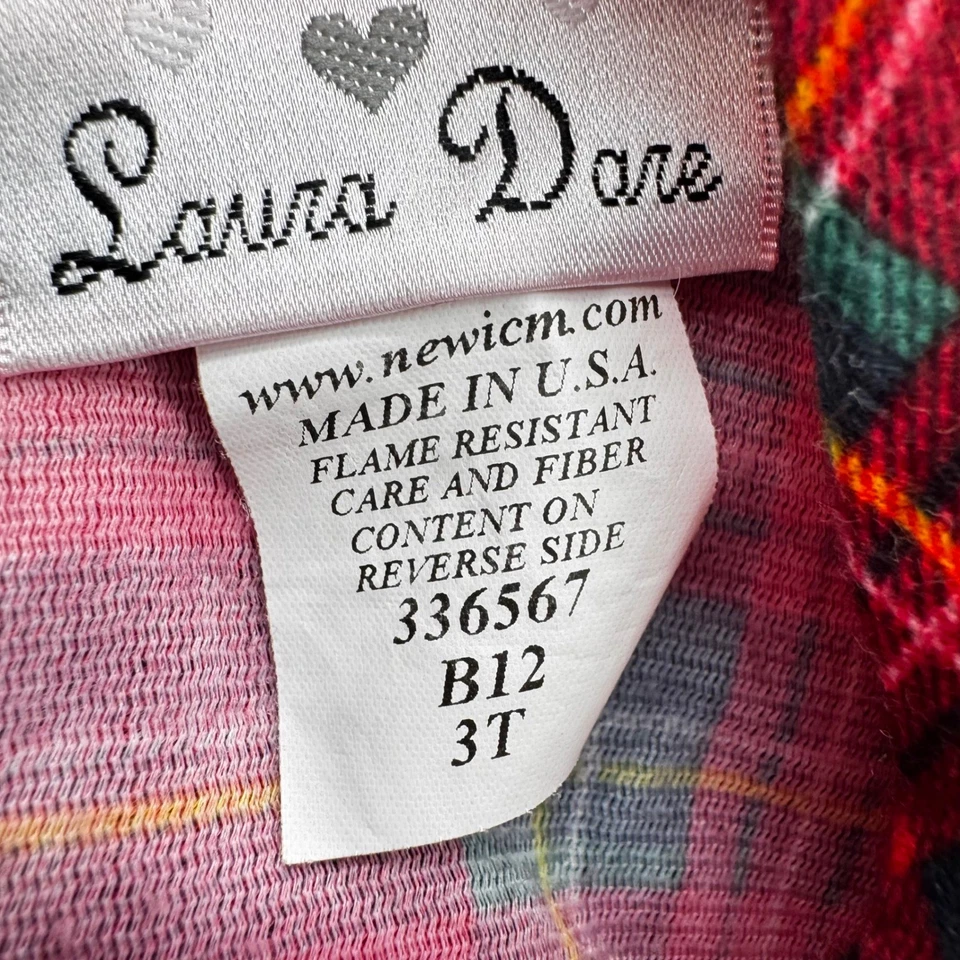 Laura Dare
www.newicm.com
MADE IN U.S.A.
FLAME RESISTANT
CARE AND FIBER
CONTENT ON
REVERSE SIDE
336567
B12
3T